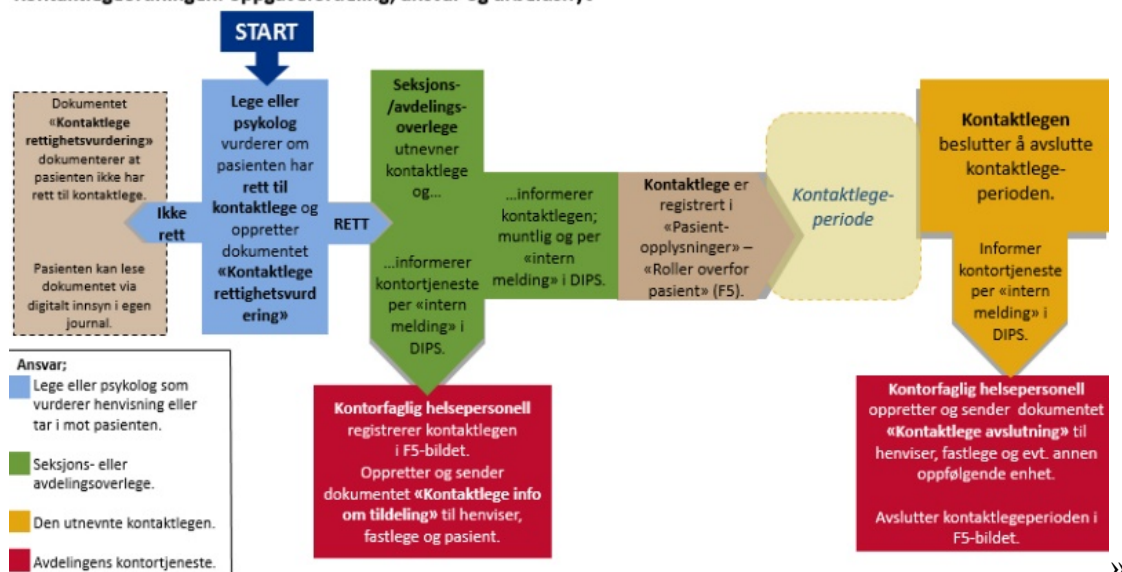 Kontaktlegeordningen: oppgavefordeling, ansvar og arbeidsflyt
START
Dokumentet
«Kontaktlege
rettighetsvurdering»
dokumenterer at
pasienten ikke har
rett til kontaktlege.
Pasienten kan lese
dokumentet via
digitalt innsyn i egen
journal.
Ikke
rett
Lege eller
psykolog
vurderer om
pasienten har
rett til
kontaktlege og
oppretter
dokumentet
«Kontaktlege
rettighetsvurd
ering»
RETT
Seksjons-
/avdelings-
overlege
utnevner
kontaktlege
og...
...informerer
kontortjeneste
per «intern
melding» i
DIPS.
...informerer
kontaktlegen;
muntlig og per
«intern
melding» i DIPS.
Kontaktlege er
registrert i
«Pasient-
opplysninger» –
«Roller overfor
pasient» (F5).
Kontaktlege-
periode
Kontaktlegen
beslutter å avslutte
kontaktlege-
perioden.
Informer
kontortjeneste
per «intern
melding» i
DIPS.
Kontorfaglig helsepersonell
registrerer kontaktlegen
i F5-bildet.
Oppretter og sender
dokumentet «Kontaktlege info
om tildeling» til henviser,
fastlege og pasient.
Kontorfaglig helsepersonell
oppretter og sender dokumentet
«Kontaktlege avslutning» til
henviser, fastlege og evt. annen
oppfølgende enhet.
Avslutter kontaktlegeperioden i
F5-bildet.
Ansvar;
Lege eller psykolog som
vurderer henvisning eller
tar i mot pasienten.
Seksjons- eller
avdelingsoverlege.
Den utnevnte kontaktlegen.
Avdelingens kontortjeneste.
»